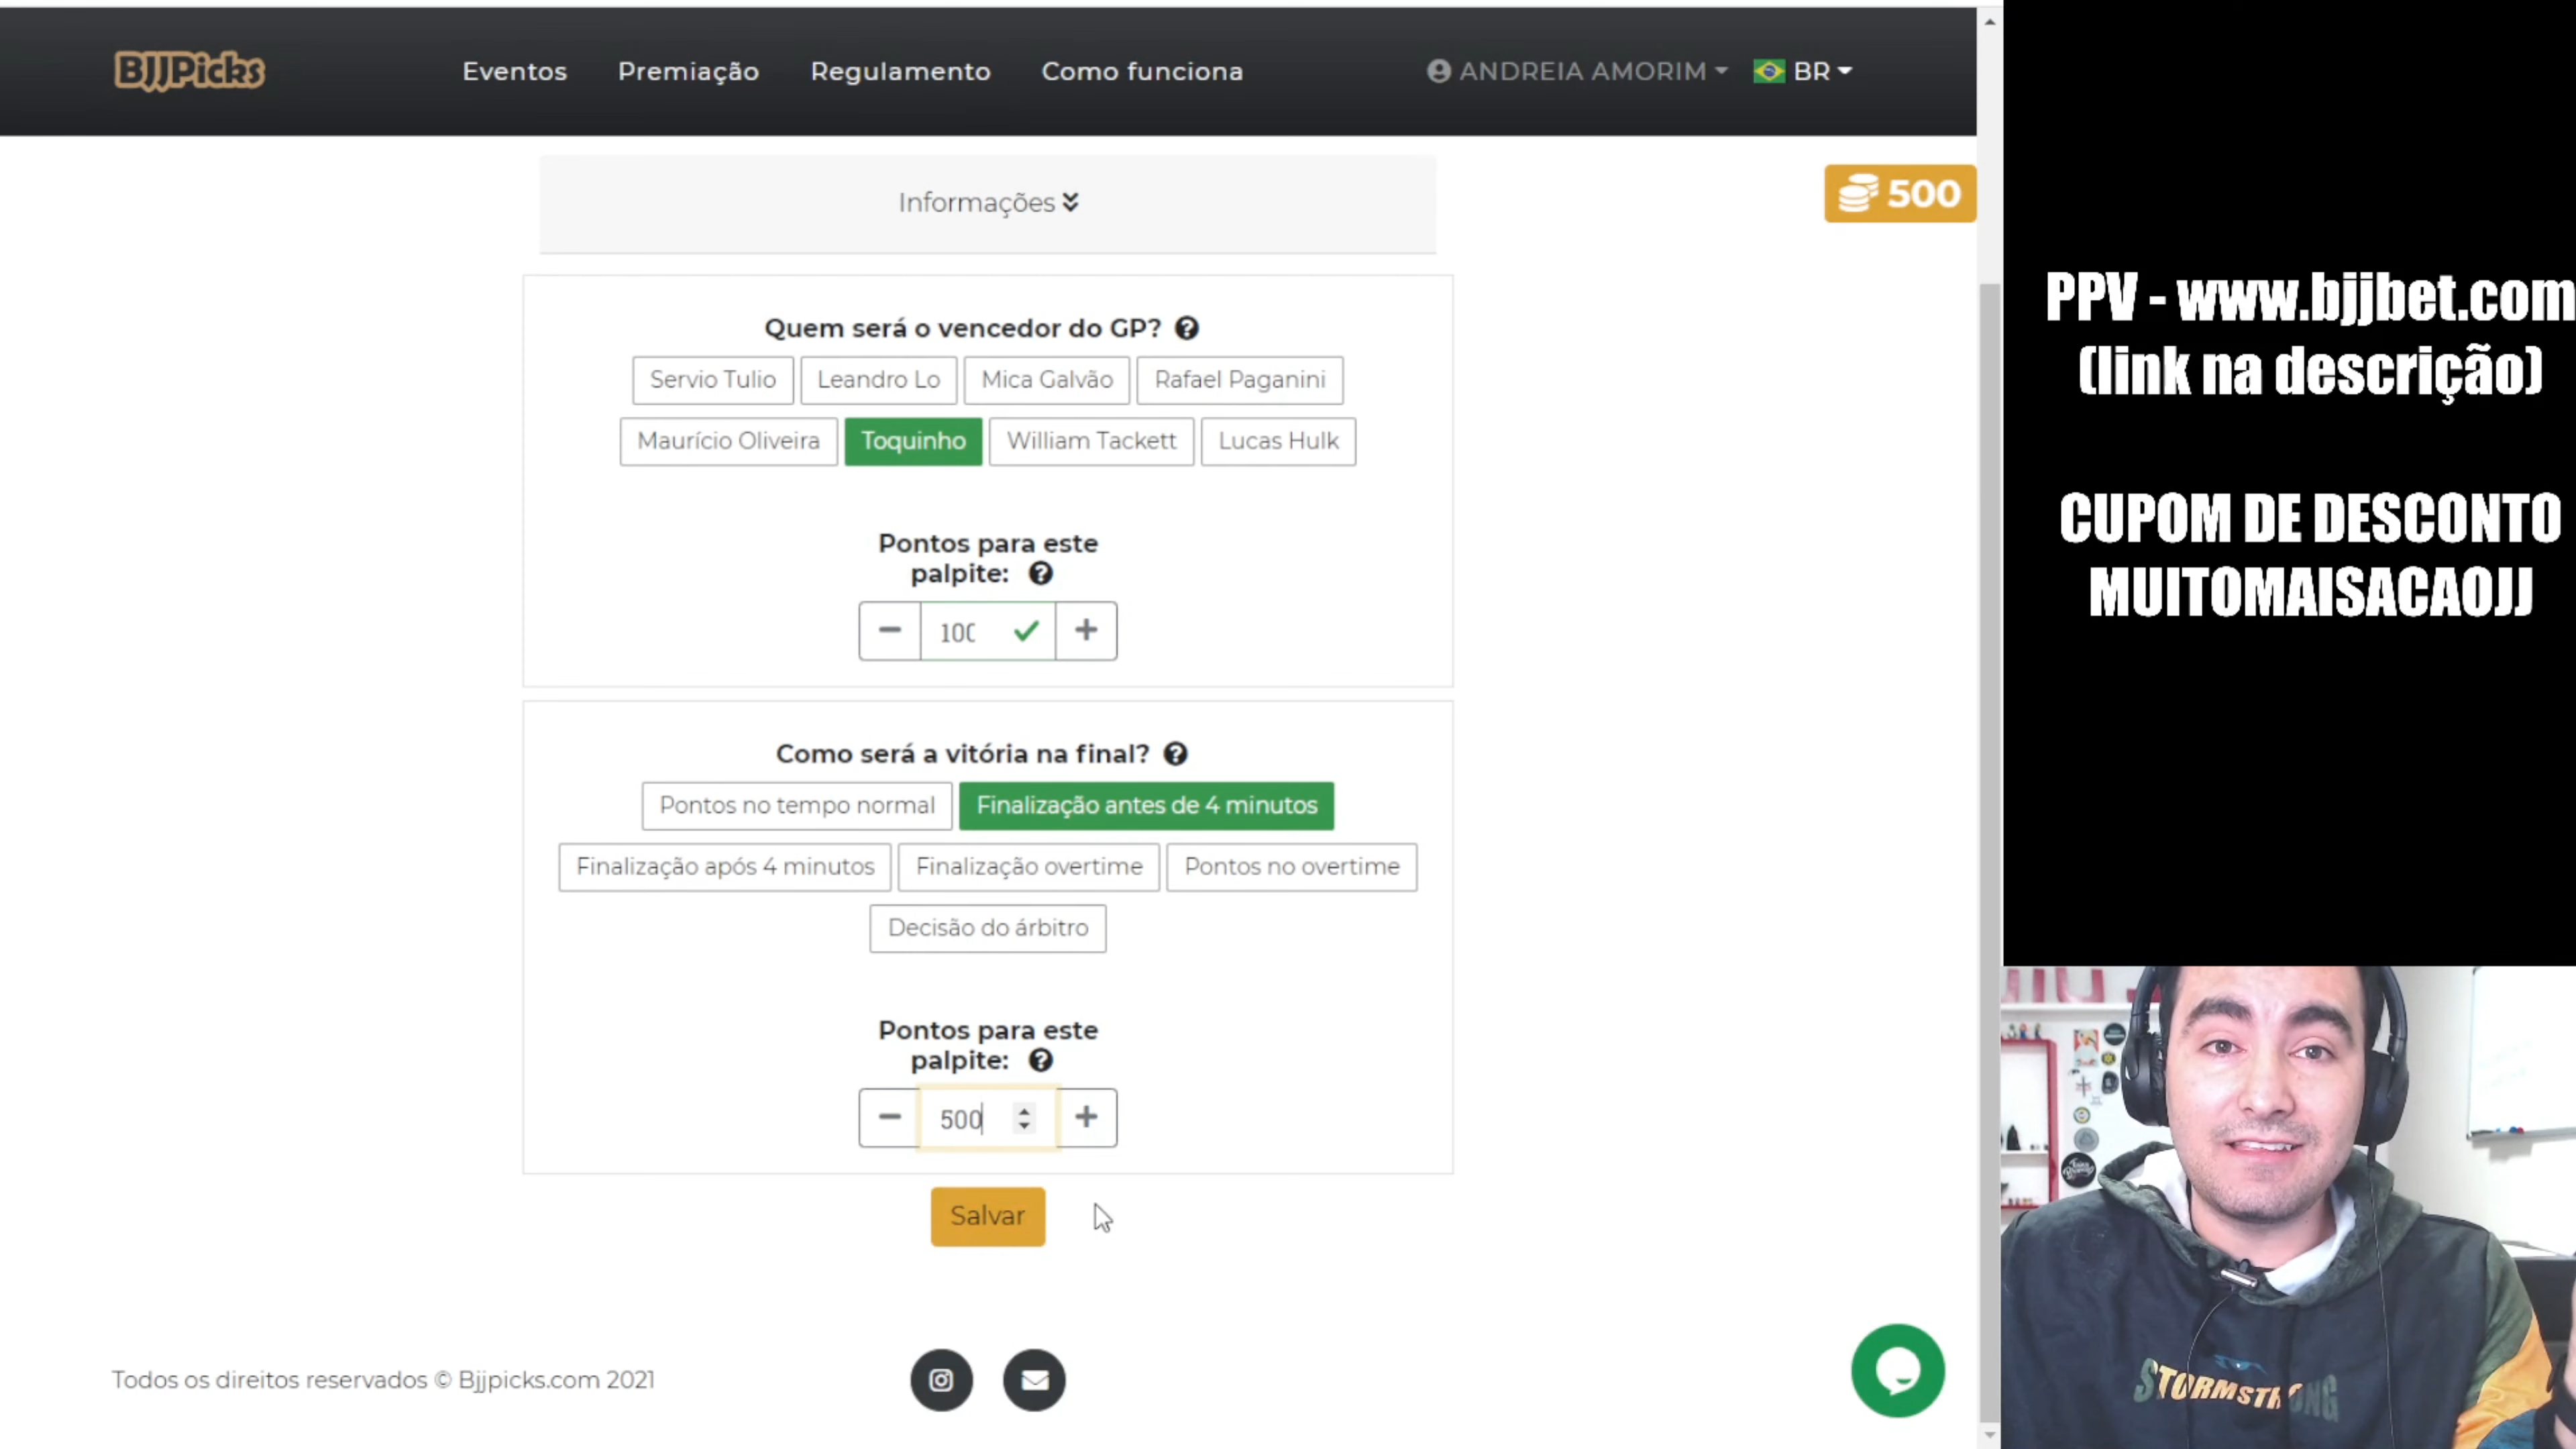 BJJPicks
Eventos Premiação Regulamento Como funciona
ANDREIA AMORIM BR
Informações
500
Quem será o vencedor do GP?
Servio Tulio Leandro Lo Mica Galvão Rafael Paganini
Maurício Oliveira Toquinho William Tackett Lucas Hulk
Pontos para este
palpite:
Como será a vitória na final?
Pontos no tempo normal Finalização antes de 4 minutos
Finalização após 4 minutos Finalização overtime Pontos no overtime
Decisão do árbitro
Pontos para este
palpite:
500
Salvar
Todos os direitos reservados © Bjjpicks.com 2021
PPV - www.bjjbet.com
(link na descrição)
CUPOM DE DESCONTO
MUITOMAISACAOJJ
STORMSTRONG